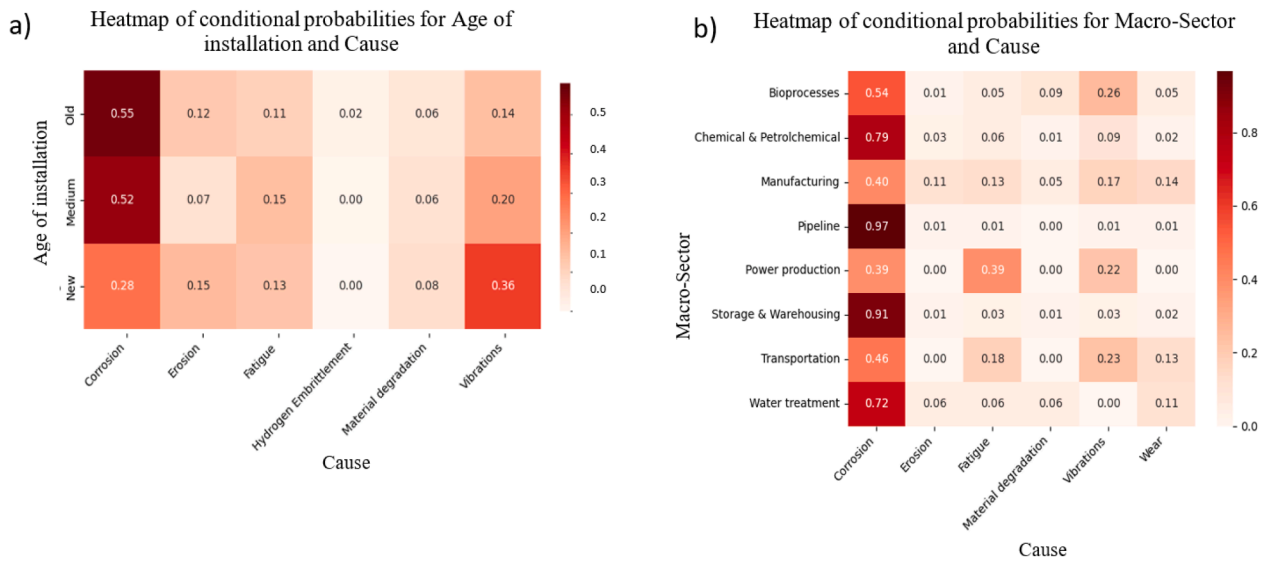 a)
Heatmap of conditional probabilities for Age of
installation and Cause
Age of installation
Old
Medium
New
0.55 0.12 0.11 0.02 0.06 0.14
0.52 0.07 0.15 0.00 0.06 0.20
0.28 0.15 0.13 0.00 0.08 0.36
0.5
0.4
0.3
0.2
0.1
0.0
Corrosion
Erosion
Fatigue
Hydrogen Embrittlement
Material degradation
Vibrations
Cause
b)
Heatmap of conditional probabilities for Macro-Sector
and Cause
Macro-Sector
Bioprocesses 0.54 0.01 0.05 0.09 0.26 0.05
Chemical & Petrolchemical 0.79 0.03 0.06 0.01 0.09 0.02
Manufacturing 0.40 0.11 0.13 0.05 0.17 0.14
Pipeline 0.97 0.01 0.01 0.00 0.01 0.01
Power production 0.39 0.00 0.39 0.00 0.22 0.00
Storage & Warehousing 0.91 0.01 0.03 0.01 0.03 0.02
Transportation 0.46 0.00 0.18 0.00 0.23 0.13
Water treatment 0.72 0.06 0.06 0.06 0.00 0.11
0.8
0.6
0.4
0.2
0.0
Corrosion
Erosion
Fatigue
Material degradation
Vibrations
Wear
Cause